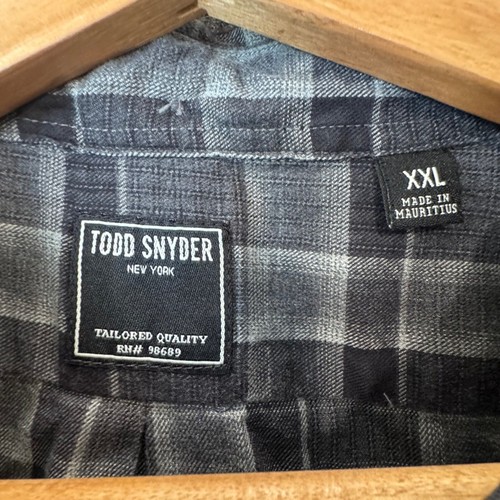 TODD SNYDER
NEW YORK
TAILORED QUALITY
RN# 98689
XXL
MADE IN
MAURITIUS